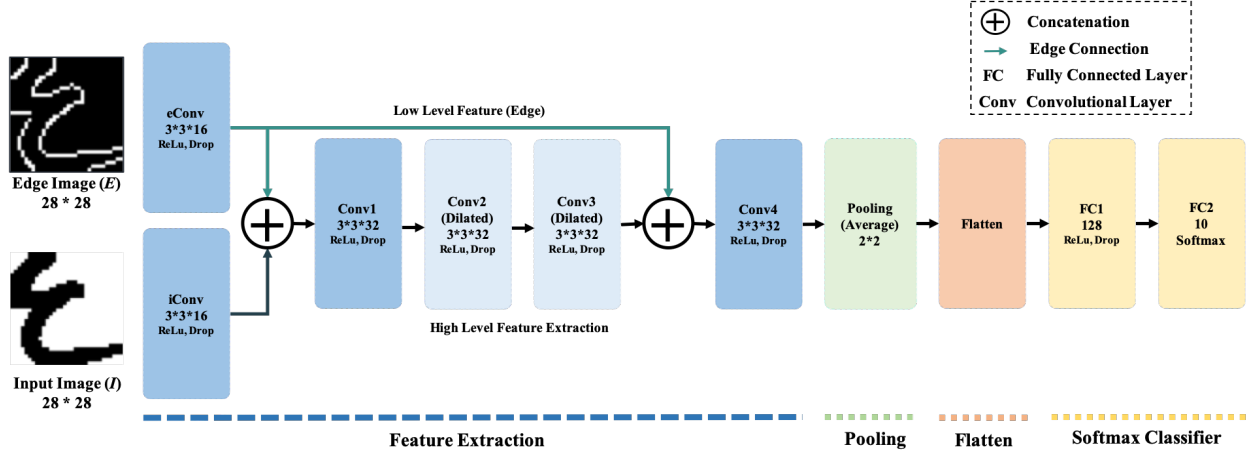 Concatenation
Edge Connection
FC Fully Connected Layer
Conv Convolutional Layer
Edge Image (E)
28 * 28
eConv
3*3*16
ReLu, Drop
Low Level Feature (Edge)
Input Image (I)
28 * 28
iConv
3*3*16
ReLu, Drop
Conv1
3*3*32
ReLu, Drop
Conv2
(Dilated)
3*3*32
ReLu, Drop
Conv3
(Dilated)
3*3*32
ReLu, Drop
High Level Feature Extraction
Conv4
3*3*32
ReLu, Drop
Pooling
(Average)
2*2
Flatten
FC1
128
ReLu, Drop
FC2
10
Softmax
Feature Extraction
Pooling
Flatten
Softmax Classifier